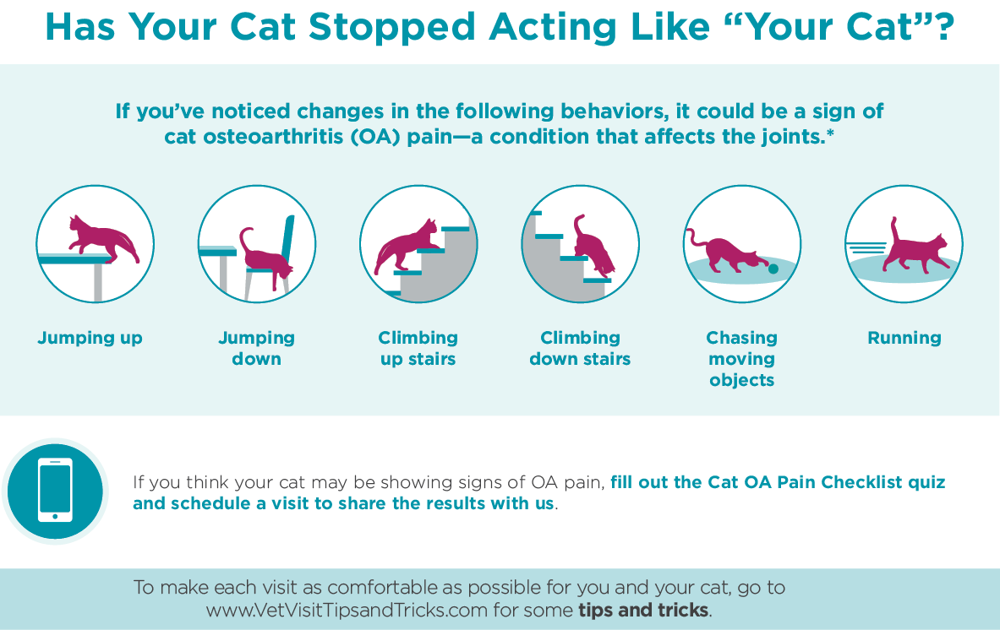 Has Your Cat Stopped Acting Like “Your Cat”?
If you’ve noticed changes in the following behaviors, it could be a sign of
cat osteoarthritis (OA) pain—a condition that affects the joints.*
Jumping up
Jumping
down
Climbing
up stairs
Climbing
down stairs
Chasing
moving
objects
Running
If you think your cat may be showing signs of OA pain, fill out the Cat OA Pain Checklist quiz
and schedule a visit to share the results with us.
To make each visit as comfortable as possible for you and your cat, go to
www.VetVisitTipsandTricks.com for some tips and tricks.